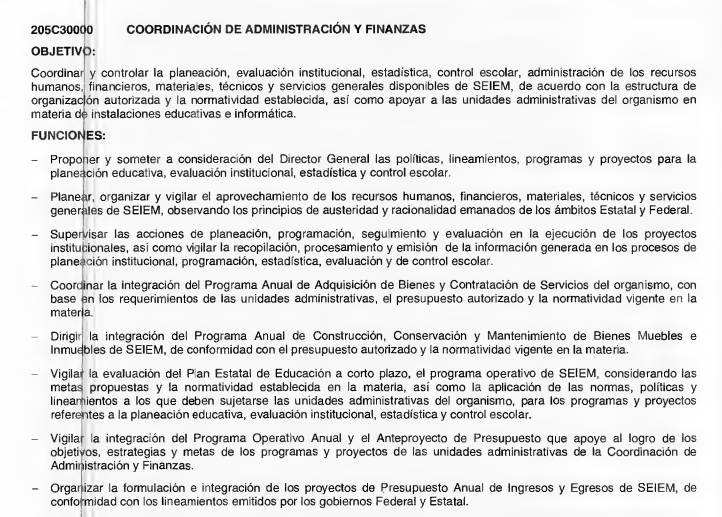 205C30000 COORDINACIÓN DE ADMINISTRACIÓN Y FINANZAS
OBJETIVO:
Coordinar y controlar la planeación, evaluación institucional, estadística, control escolar, administración de los recursos
humanos, financieros, materiales, técnicos y servicios generales disponibles de SEIEM, de acuerdo con la estructura de
organización autorizada y la normatividad establecida, así como apoyar a las unidades administrativas del organismo en
materia de instalaciones educativas e informática.
FUNCIONES:
– Proponer y someter a consideración del Director General las políticas, lineamientos, programas y proyectos para la
planeación educativa, evaluación institucional, estadística y control escolar.
– Planear, organizar y vigilar el aprovechamiento de los recursos humanos, financieros, materiales, técnicos y servicios
generales de SEIEM, observando los principios de austeridad y racionalidad emanados de los ámbitos Estatal y Federal.
– Supervisar las acciones de planeación, programación, seguimiento y evaluación en la ejecución de los proyectos
institucionales, así como vigilar la recopilación, procesamiento y emisión de la información generada en los procesos de
planeación institucional, programación, estadística, evaluación y de control escolar.
– Coordinar la integración del Programa Anual de Adquisición de Bienes y Contratación de Servicios del organismo, con
base en los requerimientos de las unidades administrativas, el presupuesto autorizado y la normatividad vigente en la
materia.
– Dirigir la integración del Programa Anual de Construcción, Conservación y Mantenimiento de Bienes Muebles e
Inmuebles de SEIEM, de conformidad con el presupuesto autorizado y la normatividad vigente en la materia.
– Vigilar la evaluación del Plan Estatal de Educación a corto plazo, el programa operativo de SEIEM, considerando las
metas propuestas y la normatividad establecida en la materia, así como la aplicación de las normas, políticas y
lineamientos a los que deben sujetarse las unidades administrativas del organismo, para los programas y proyectos
referentes a la planeación educativa, evaluación institucional, estadística y control escolar.
– Vigilar la integración del Programa Operativo Anual y el Anteproyecto de Presupuesto que apoye al logro de los
objetivos, estrategias y metas de los programas y proyectos de las unidades administrativas de la Coordinación de
Administración y Finanzas.
– Organizar la formulación e integración de los proyectos de Presupuesto Anual de Ingresos y Egresos de SEIEM, de
conformidad con los lineamientos emitidos por los gobiernos Federal y Estatal.